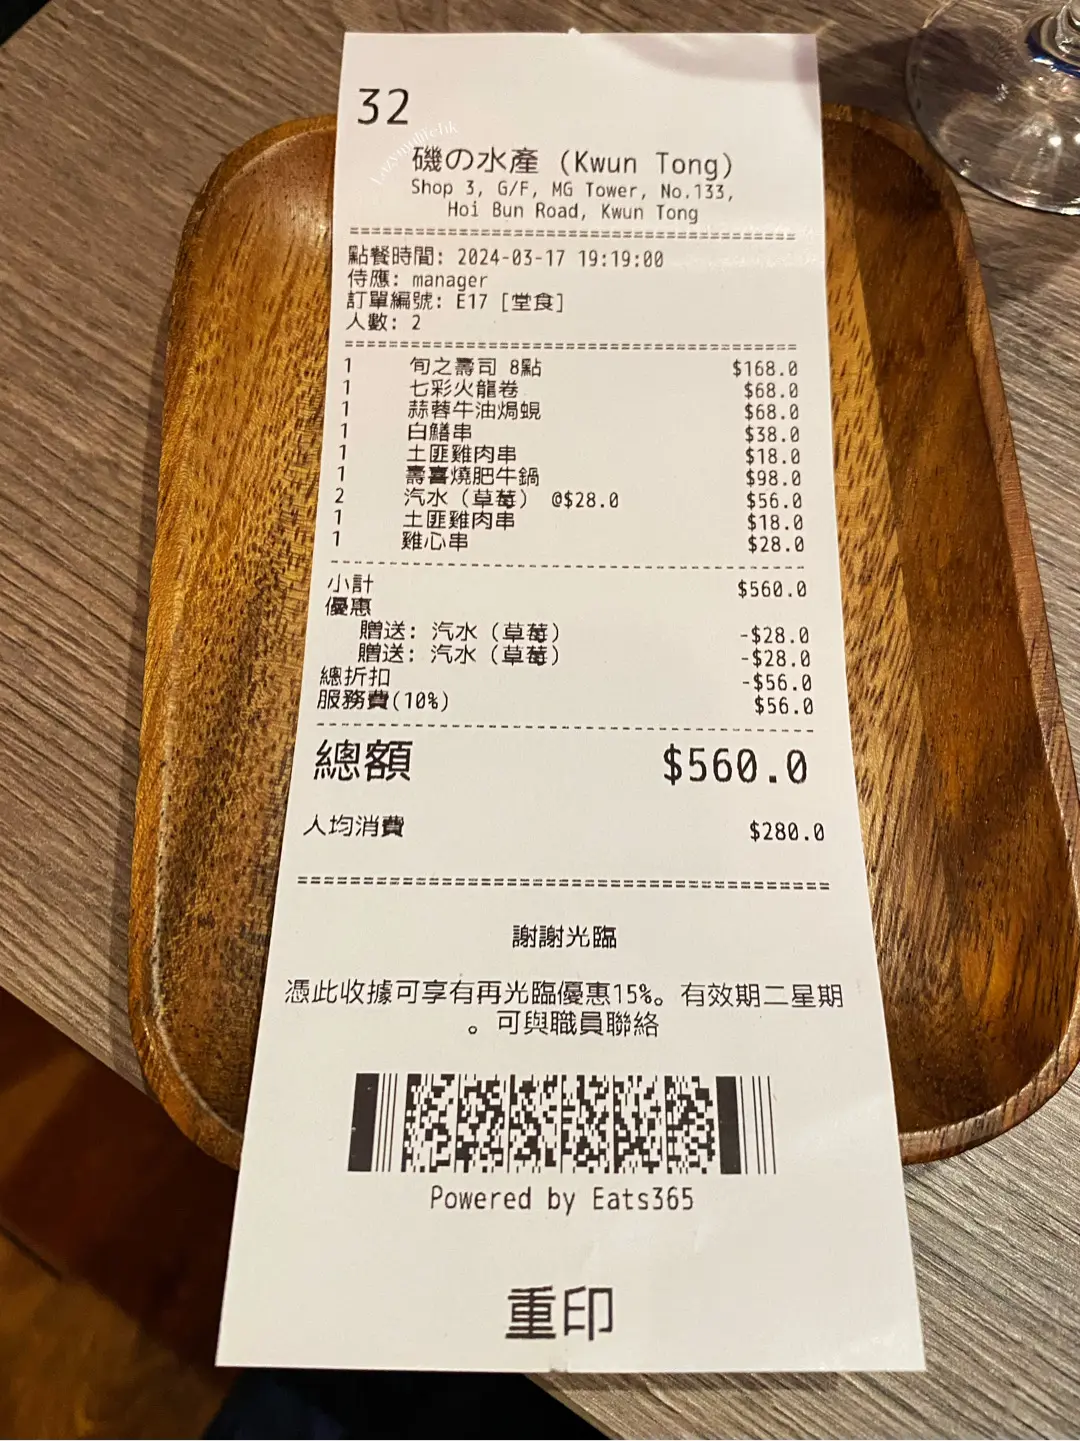 32
磯の水產 (Kwun Tong)
Shop 3, G/F, MG Tower, No.133,
Hoi Bun Road, Kwun Tong
點餐時間: 2024-03-17 19:19:00
侍應: manager
訂單編號: E17 [堂食]
人數: 2
1 旬之壽司 8點 $168.0
1 七彩火龍卷 $68.0
1 蒜蓉牛油焗蜆 $68.0
1 白鱔串 $38.0
1 土匪雞肉串 $18.0
1 壽喜燒肥牛鍋 $98.0
2 汽水 (草莓) @$28.0 $56.0
1 土匪雞肉串 $18.0
1 雞心串 $28.0
小計 $560.0
優惠
贈送: 汽水 (草莓) -$28.0
贈送: 汽水 (草莓) -$28.0
總折扣 -$56.0
服務費(10%) $56.0
總額 $560.0
人均消費 $280.0
謝謝光臨
憑此收據可享有再光臨優惠15%。有效期二星期
。可與職員聯絡
Powered by Eats365
重印